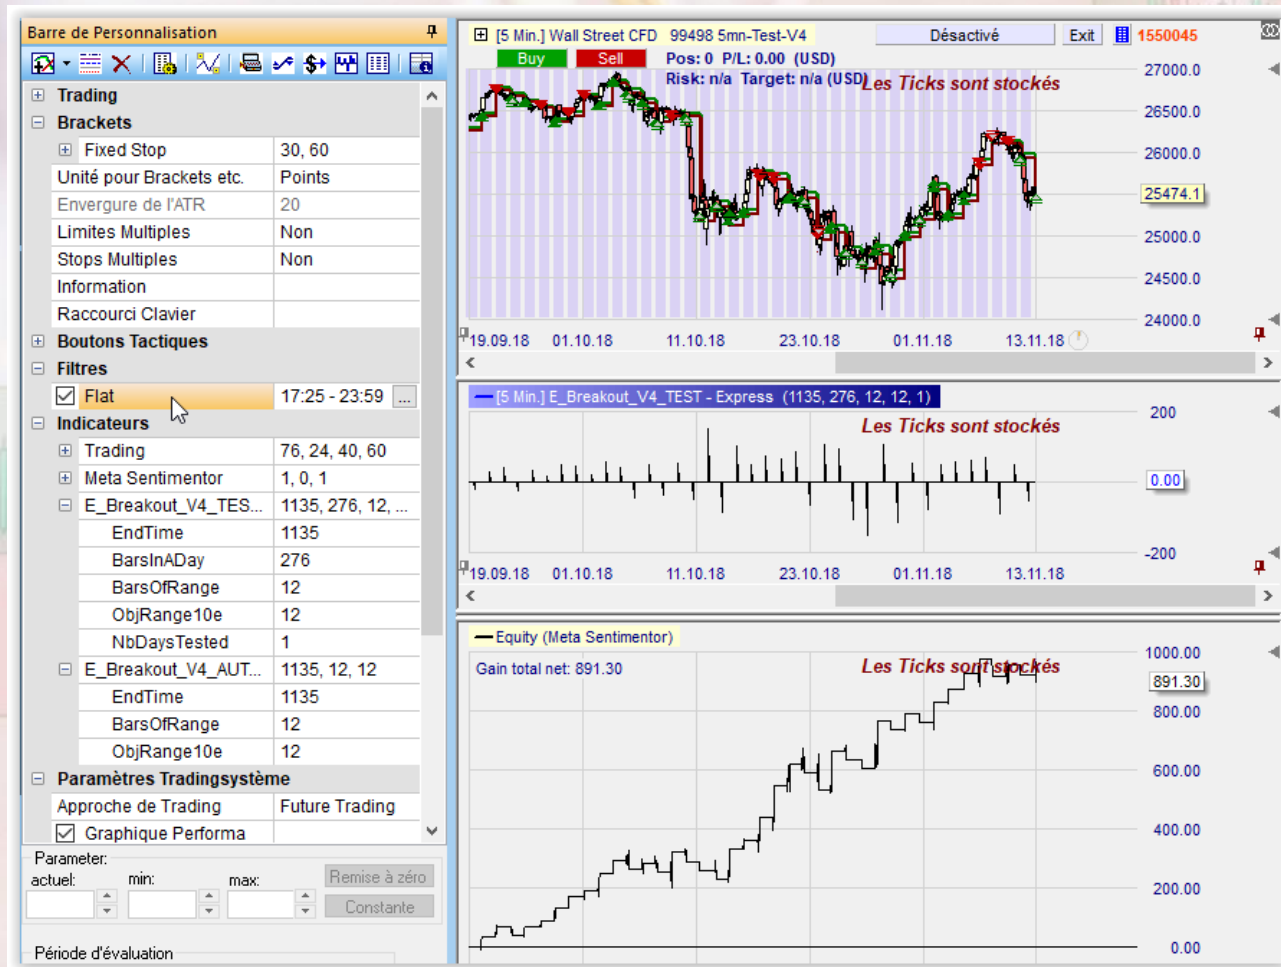 Barre de Personnalisation
Trading
Brackets
Fixed Stop 30, 60
Unité pour Brackets etc. Points
Envergure de l'ATR 20
Limites Multiples Non
Stops Multiples Non
Information
Raccourci Clavier
Boutons Tactiques
Filtres
Flat 17:25 - 23:59 ...
Indicateurs
Trading 76, 24, 40, 60
Meta Sentimentor 1, 0, 1
E_Breakout_V4_TES... 1135, 276, 12, ...
EndTime 1135
BarsInADay 276
BarsOfRange 12
ObjRange10e 12
NbDaysTested 1
E_Breakout_V4_AUT... 1135, 12, 12
EndTime 1135
BarsOfRange 12
ObjRange10e 12
Paramètres Tradingsystème
Approche de Trading Future Trading
Graphique Performa
Parameter:
actuel: min: max: Remise à zéro
Constante
Période d'évaluation
[5 Min.] Wall Street CFD 99498 5mn-Test-V4 Désactivé Exit 1550045
Buy Sell Pos: 0 P/L: 0.00 (USD)
Risk: n/a Target: n/a (USD)
Les Ticks sont stockés
27000.0
26500.0
26000.0
25474.1
25000.0
24500.0
24000.0
19.09.18 01.10.18 11.10.18 23.10.18 01.11.18 13.11.18
[5 Min.] E_Breakout_V4_TEST - Express (1135, 276, 12, 12, 1)
Les Ticks sont stockés
200
0.00
-200
19.09.18 01.10.18 11.10.18 23.10.18 01.11.18 13.11.18
Equity (Meta Sentimentor)
Gain total net: 891.30
Les Ticks sont stockés
1000.00
891.30
800.00
600.00
400.00
200.00
0.00